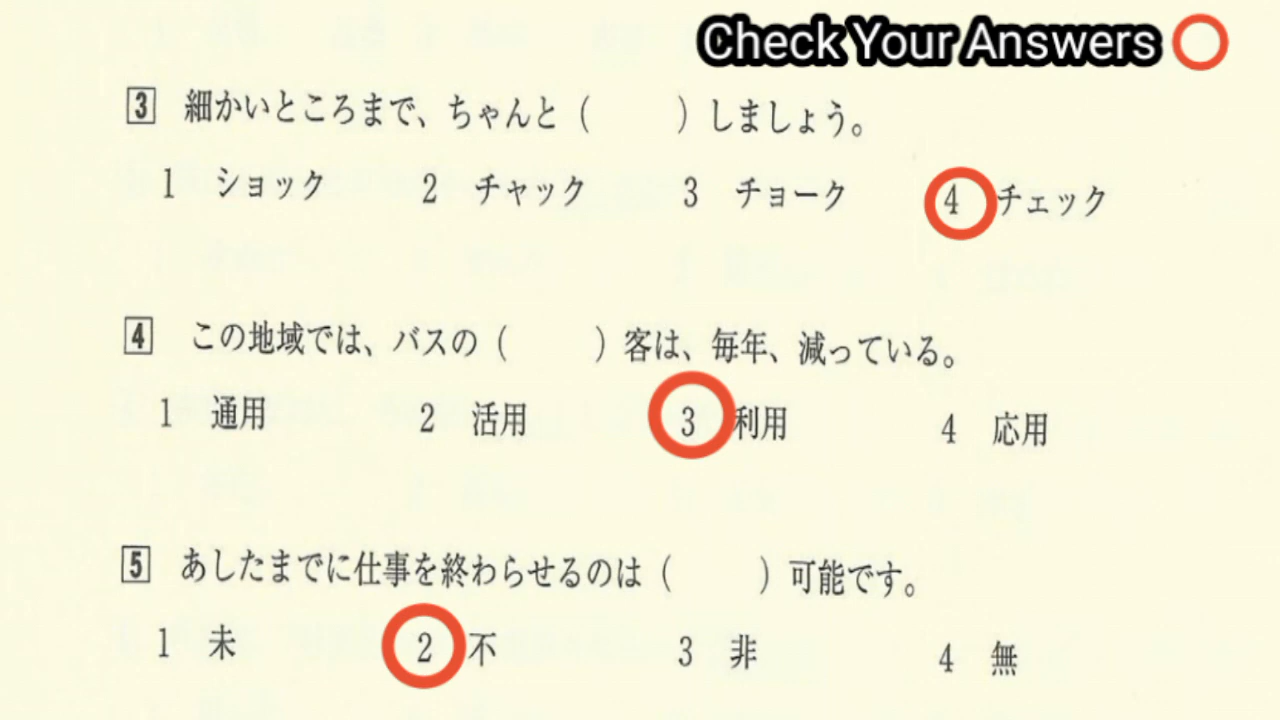 Check Your Answers
3 細かいところまで、ちゃんと（　　）しましょう。
1 ショック 2 チャック 3 チョーク 4 チェック
4 この地域では、バスの（　　）客は、毎年、減っている。
1 通用 2 活用 3 利用 4 応用
5 あしたまでに仕事を終わらせるのは（　　）可能です。
1 未 2 不 3 非 4 無